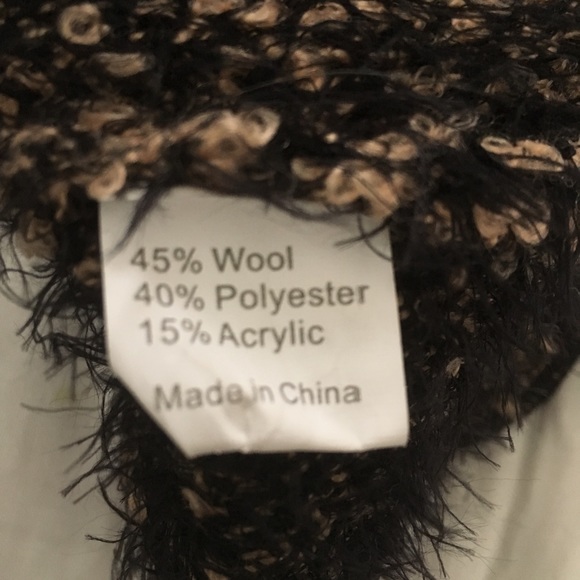 45% Wool
40% Polyester
15% Acrylic
Made in China